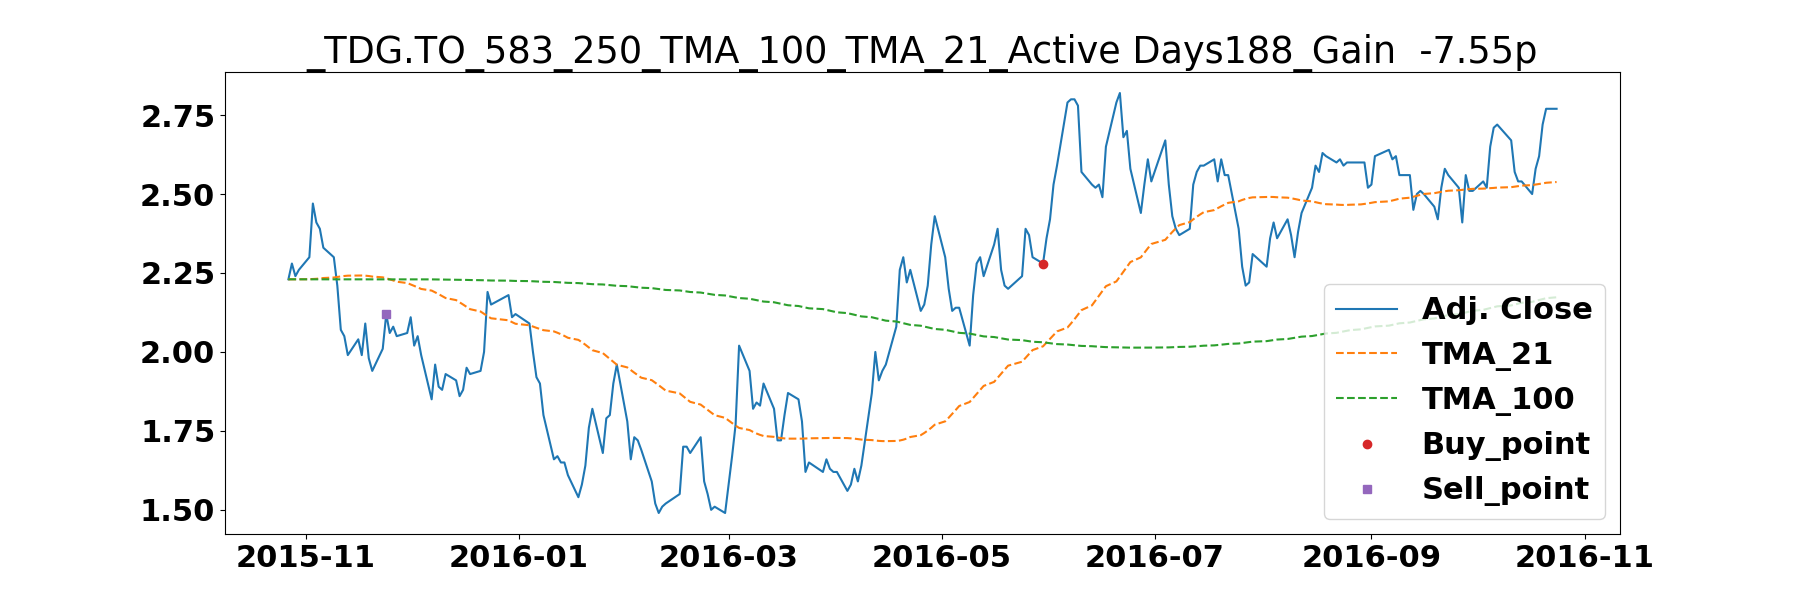 _TDG.TO_583_250_TMA_100_TMA_21_Active Days188_Gain  -7.55p
2.75
2.50
2.25
2.00
1.75
1.50
Adj. Close
TMA_21
TMA_100
Buy_point
Sell_point
2015-11 2016-01 2016-03 2016-05 2016-07 2016-09 2016-11